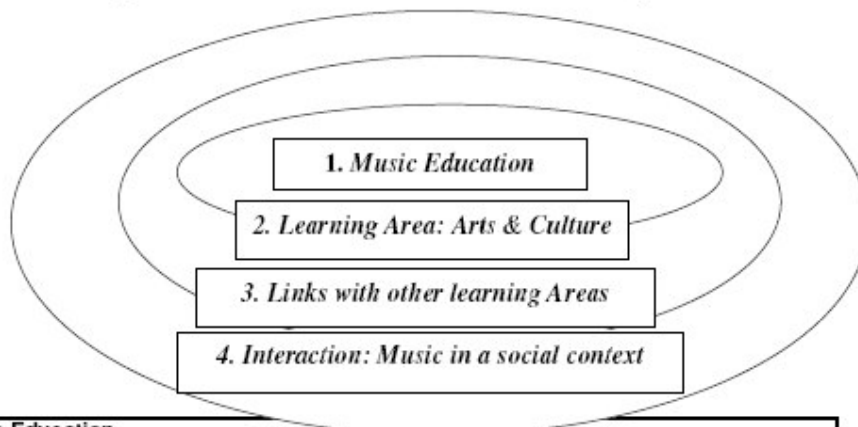 1. Music Education
2. Learning Area: Arts & Culture
3. Links with other learning Areas
4. Interaction: Music in a social context
Education